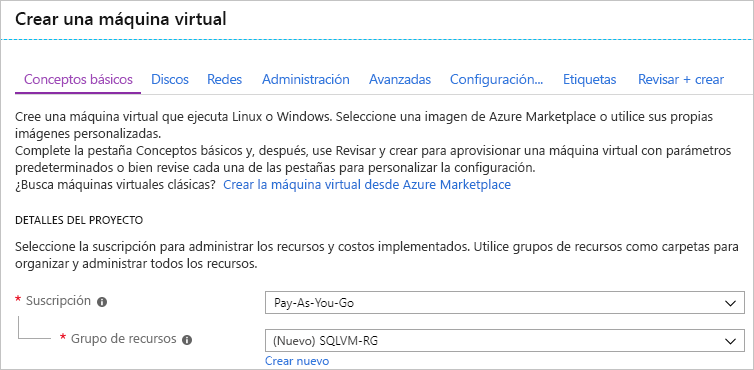 Crear una máquina virtual
Conceptos básicos Discos Redes Administración Avanzadas Configuración... Etiquetas Revisar + crear
Cree una máquina virtual que ejecuta Linux o Windows. Seleccione una imagen de Azure Marketplace o utilice sus propias
imágenes personalizadas.
Complete la pestaña Conceptos básicos y, después, use Revisar y crear para aprovisionar una máquina virtual con parámetros
predeterminados o bien revise cada una de las pestañas para personalizar la configuración.
¿Busca máquinas virtuales clásicas? Crear la máquina virtual desde Azure Marketplace
DETALLES DEL PROYECTO
Seleccione la suscripción para administrar los recursos y costos implementados. Utilice grupos de recursos como carpetas para
organizar y administrar todos los recursos.
* Suscripción Pay-As-You-Go
* Grupo de recursos (Nuevo) SQLVM-RG
Crear nuevo